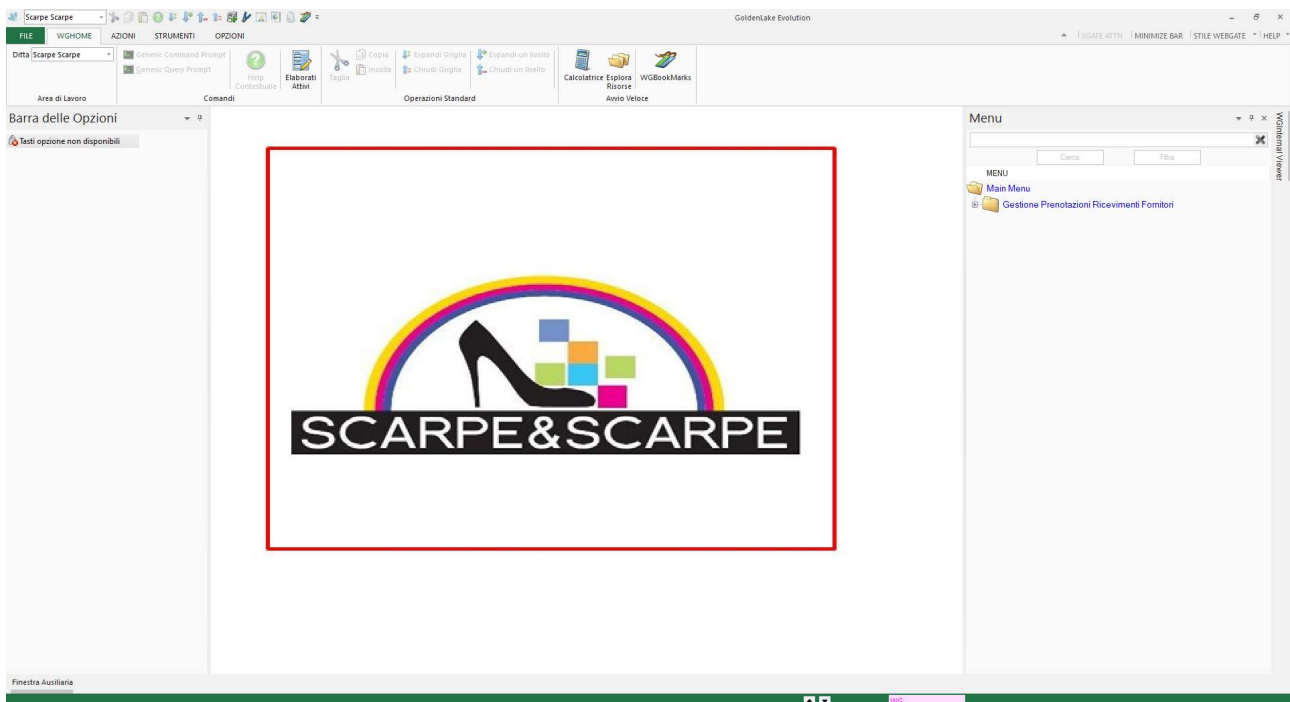 Scarpe Scarpe
GoldenLake Evolution
FILE WGHOME AZIONI STRUMENTI OPZIONI
XGATE ATTN MINIMIZE BAR STILE WEBGATE HELP
Ditta Scarpe Scarpe
Generic Command Prompt
Generic Query Prompt
Help Contestuale
Elaborati Attivi
Taglia
Copia
Incolla
Espandi Griglia
Chiudi Griglia
Espandi un livello
Chiudi un livello
Calcolatrice
Esplora Risorse
WGBookMarks
Area di Lavoro
Comandi
Operazioni Standard
Avvio Veloce
Barra delle Opzioni
Tasti opzione non disponibili
SCARPE&SCARPE
Menu
Cerca
Filtra
MENU
Main Menu
Gestione Prenotazioni Ricevimenti Fornitori
WGInternal Viewer
Finestra Ausiliaria
WG